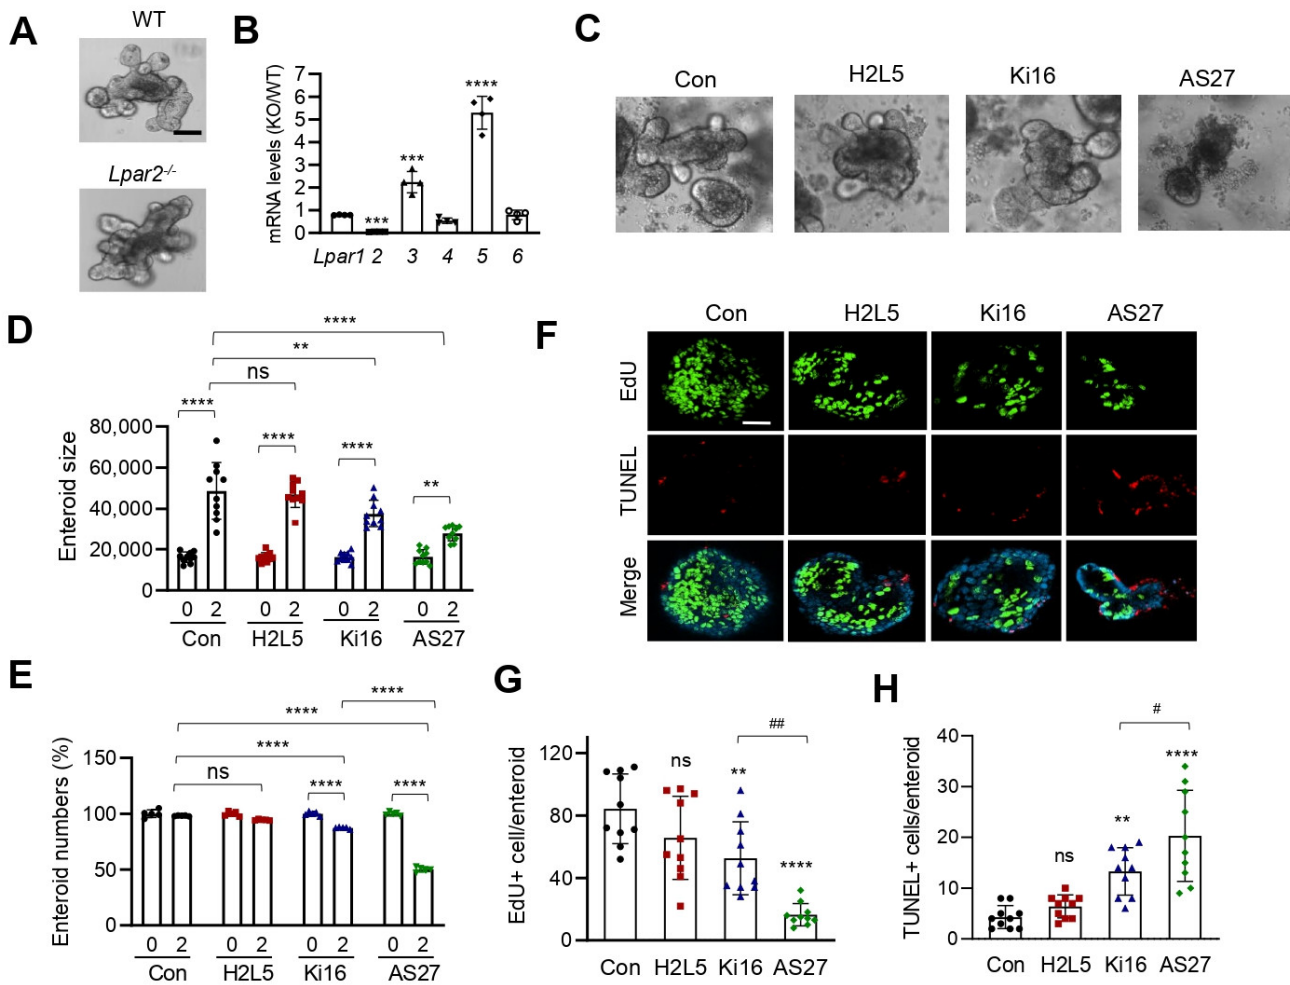 A
WT
Lpar2-/-
B
mRNA levels (KO/WT)
7
6
5
4
3
2
1
0
***
***
****
Lpar1 2 3 4 5 6
C
Con H2L5 Ki16 AS27
D
****
**
ns
**** **** **** **
Enteroid size
80,000
60,000
40,000
20,000
0
0 2 0 2 0 2 0 2
Con H2L5 Ki16 AS27
E
****
****
****
ns
**** ****
Enteroid numbers (%)
150
100
50
0
0 2 0 2 0 2 0 2
Con H2L5 Ki16 AS27
F
Con H2L5 Ki16 AS27
EdU
TUNEL
Merge
G
##
ns
**
****
EdU+ cell/enteroid
120
80
40
0
Con H2L5 Ki16 AS27
H
#
ns
**
****
TUNEL+ cells/enteroid
40
30
20
10
0
Con H2L5 Ki16 AS27